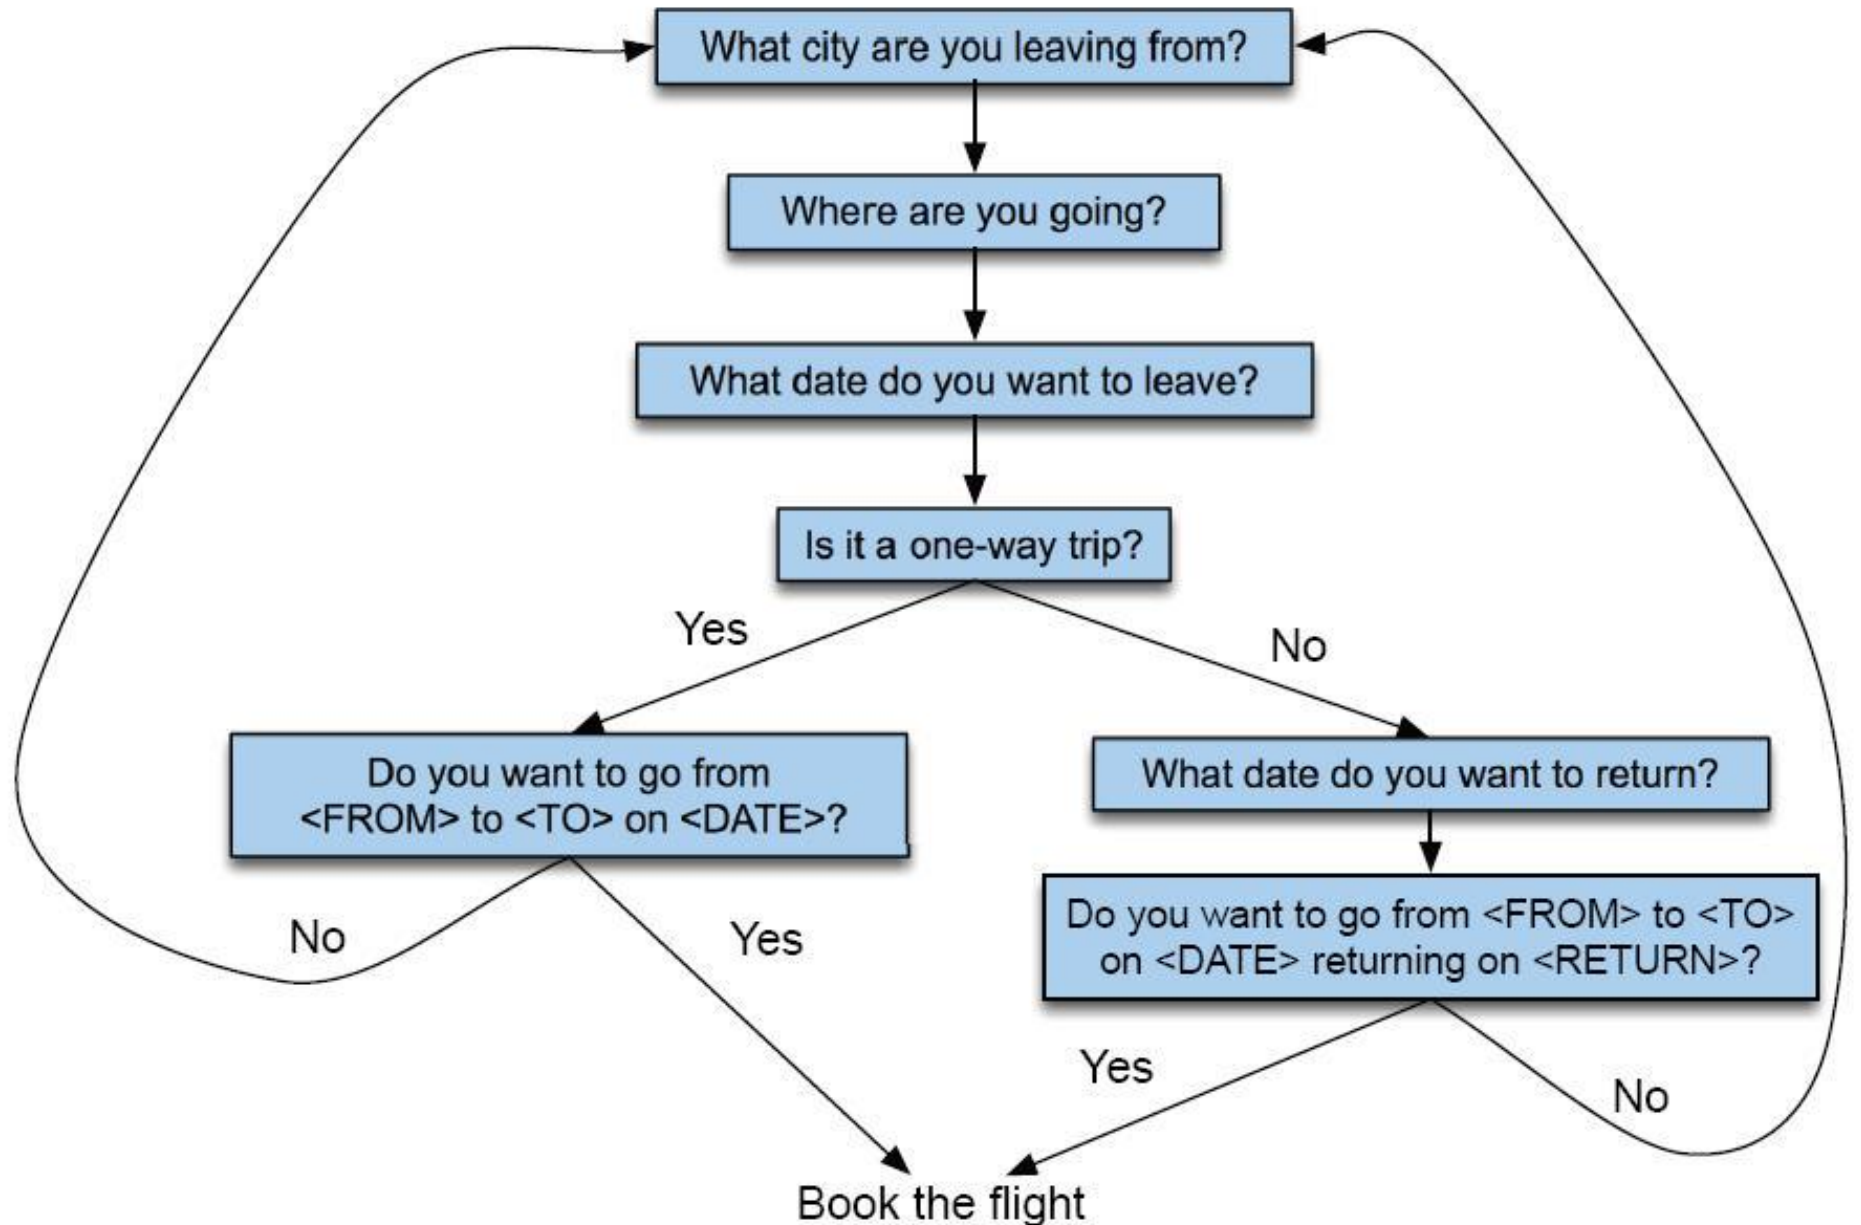 What city are you leaving from?
Where are you going?
What date do you want to leave?
Is it a one-way trip?
Yes
No
Do you want to go from
<FROM> to <TO> on <DATE>?
What date do you want to return?
Do you want to go from <FROM> to <TO>
on <DATE> returning on <RETURN>?
No
Yes
Yes
No
Book the flight